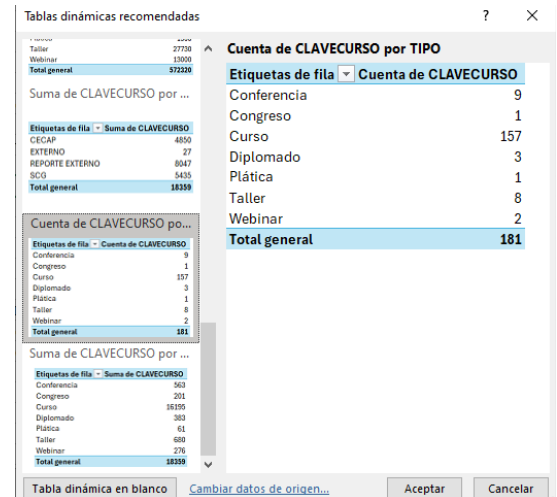 Tablas dinámicas recomendadas ? ×
Taller 27730
Webinar 13000
Total general 572320
Suma de CLAVECURSO por ...
Etiquetas de fila Suma de CLAVECURSO
CECAP 4850
EXTERNO 27
REPORTE EXTERNO 8047
SCG 5435
Total general 18359
Cuenta de CLAVECURSO po...
Etiquetas de fila Cuenta de CLAVECURSO
Conferencia 9
Congreso 1
Curso 157
Diplomado 3
Plática 1
Taller 8
Webinar 2
Total general 181
Suma de CLAVECURSO por ...
Etiquetas de fila Suma de CLAVECURSO
Conferencia 563
Congreso 201
Curso 16195
Diplomado 383
Plática 61
Taller 680
Webinar 276
Total general 18359
Cuenta de CLAVECURSO por TIPO
Etiquetas de fila Cuenta de CLAVECURSO
Conferencia 9
Congreso 1
Curso 157
Diplomado 3
Plática 1
Taller 8
Webinar 2
Total general 181
Tabla dinámica en blanco Cambiar datos de origen... Aceptar Cancelar